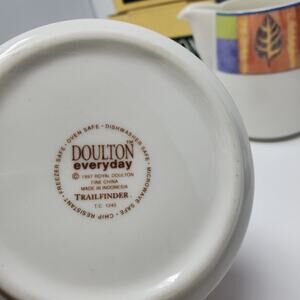 FREEZER SAFE • OVEN SAFE • DISHWASHER SAFE • MICROWAVE SAFE • CHIP RESISTANT •
DOULTON
everyday
© 1997 ROYAL DOULTON
FINE CHINA
MADE IN INDONESIA
TRAILFINDER
T.C. 1240